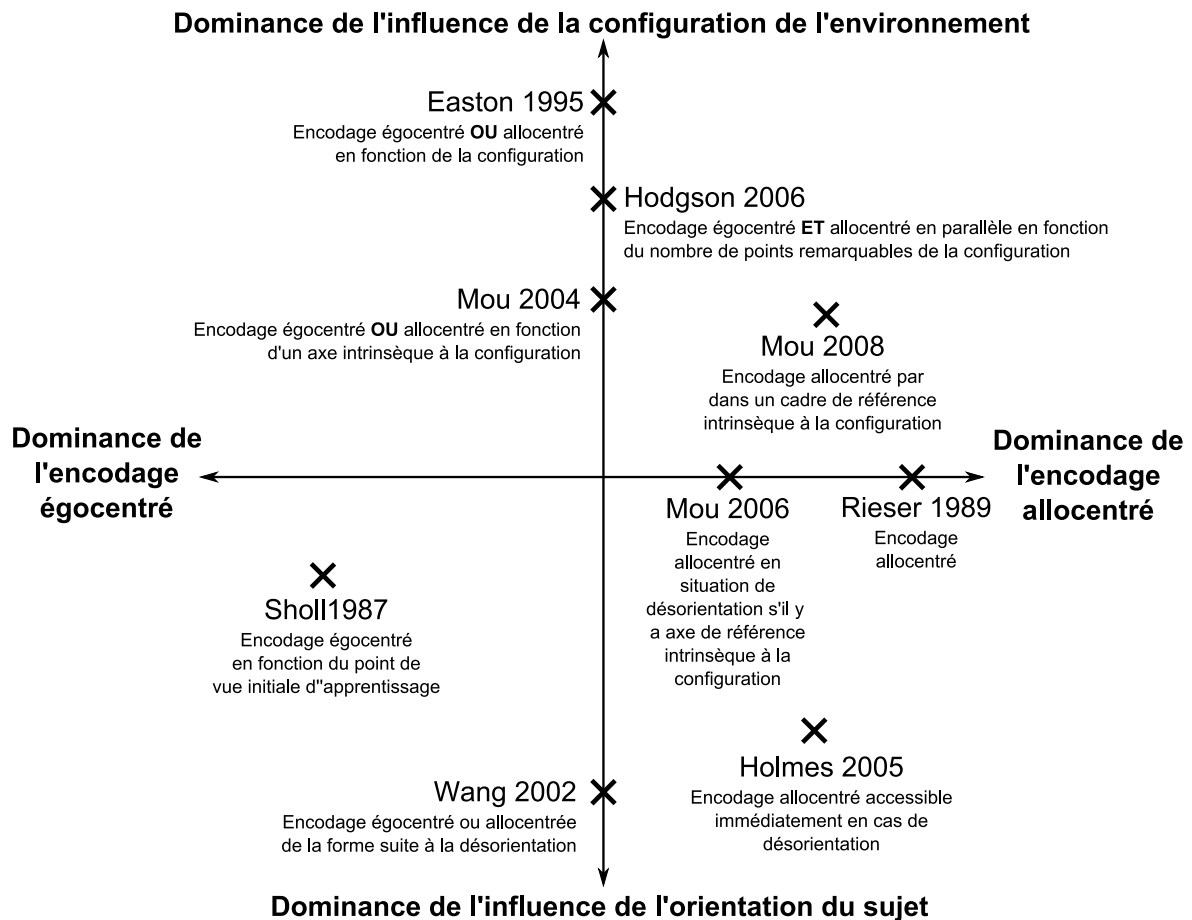 Dominance de l'influence de la configuration de l'environnement
Easton 1995
Encodage égocentré OU allocentré
en fonction de la configuration
Hodgson 2006
Encodage égocentré ET allocentré en parallèle en fonction
du nombre de points remarquables de la configuration
Mou 2004
Encodage égocentré OU allocentré en fonction
d'un axe intrinsèque à la configuration
Mou 2008
Encodage allocentré par
dans un cadre de référence
intrinsèque à la configuration
Dominance de
l'encodage
égocentré
Dominance de
l'encodage
allocentré
Mou 2006
Encodage
allocentré en
situation de
désorientation s'il y
a axe de référence
intrinsèque à la
configuration
Rieser 1989
Encodage
allocentré
Sholl1987
Encodage égocentré
en fonction du point de
vue initiale d''apprentissage
Holmes 2005
Encodage allocentré accessible
immédiatement en cas de
désorientation
Wang 2002
Encodage égocentré ou allocentrée
de la forme suite à la désorientation
Dominance de l'influence de l'orientation du sujet